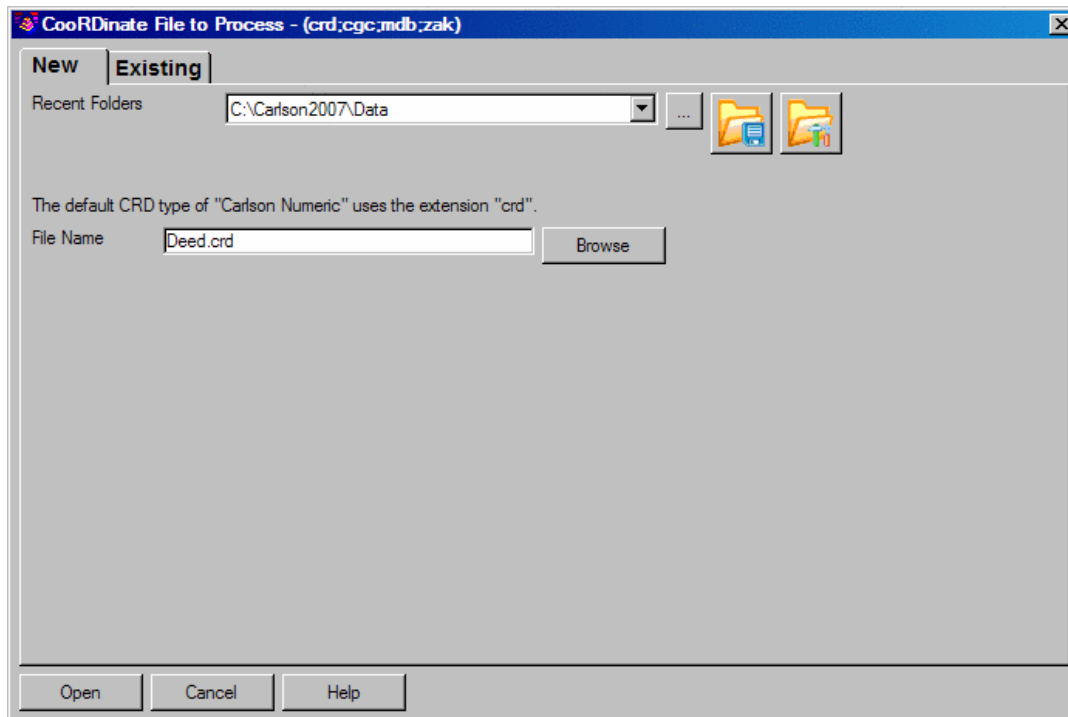 CooRDinate File to Process - (crd;cgc;mdb;zak)
New Existing
Recent Folders C:\Carlson2007\Data ...
The default CRD type of "Carlson Numeric" uses the extension "crd".
File Name Deed.crd Browse
Open Cancel Help